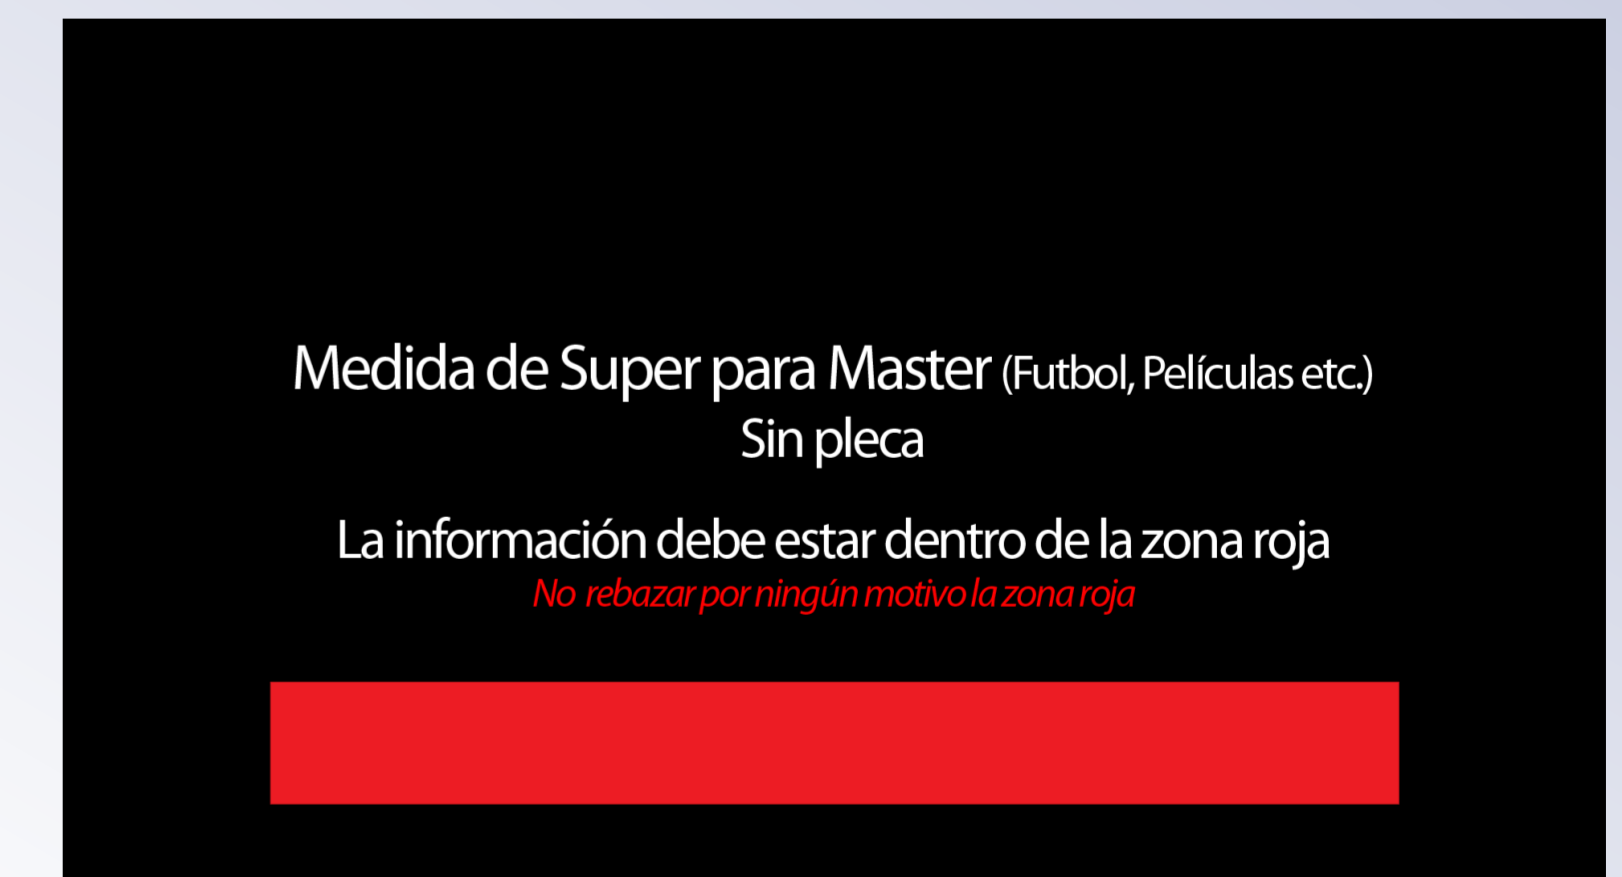 Medida de Super para Master (Futbol, Películas etc.)
Sin pleca
La información debe estar dentro de la zona roja
No rebazar por ningún motivo la zona roja